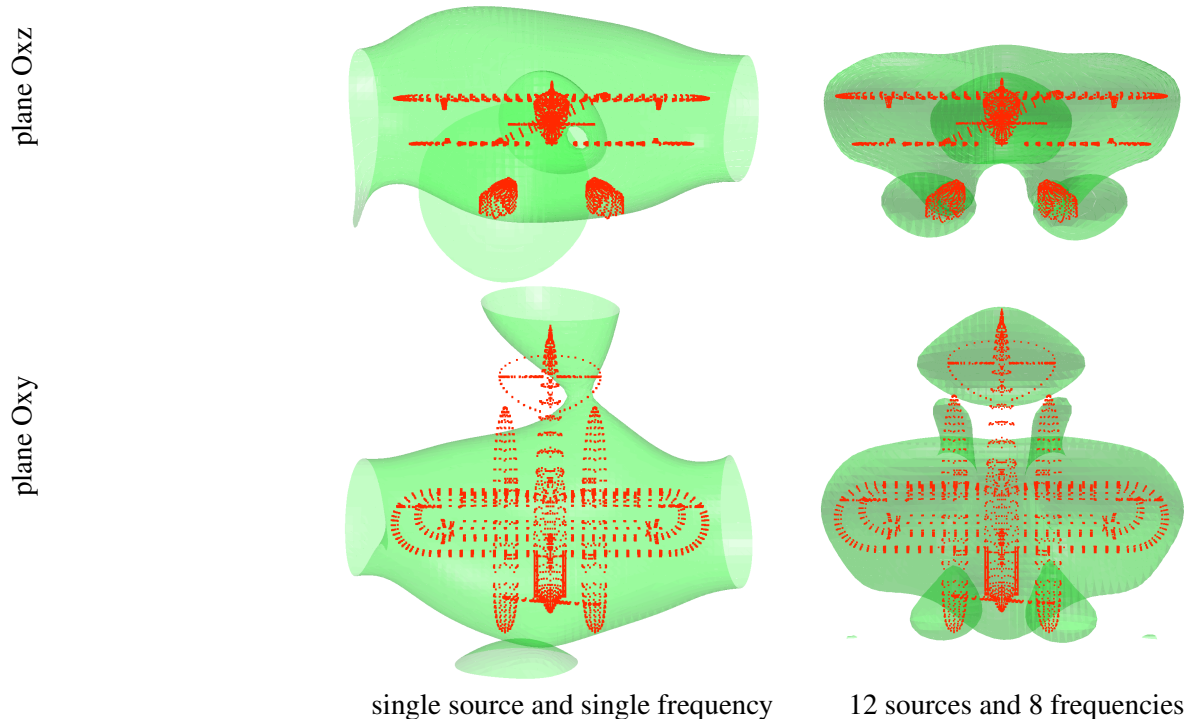 plane Oxz
plane Oxy
single source and single frequency
12 sources and 8 frequencies